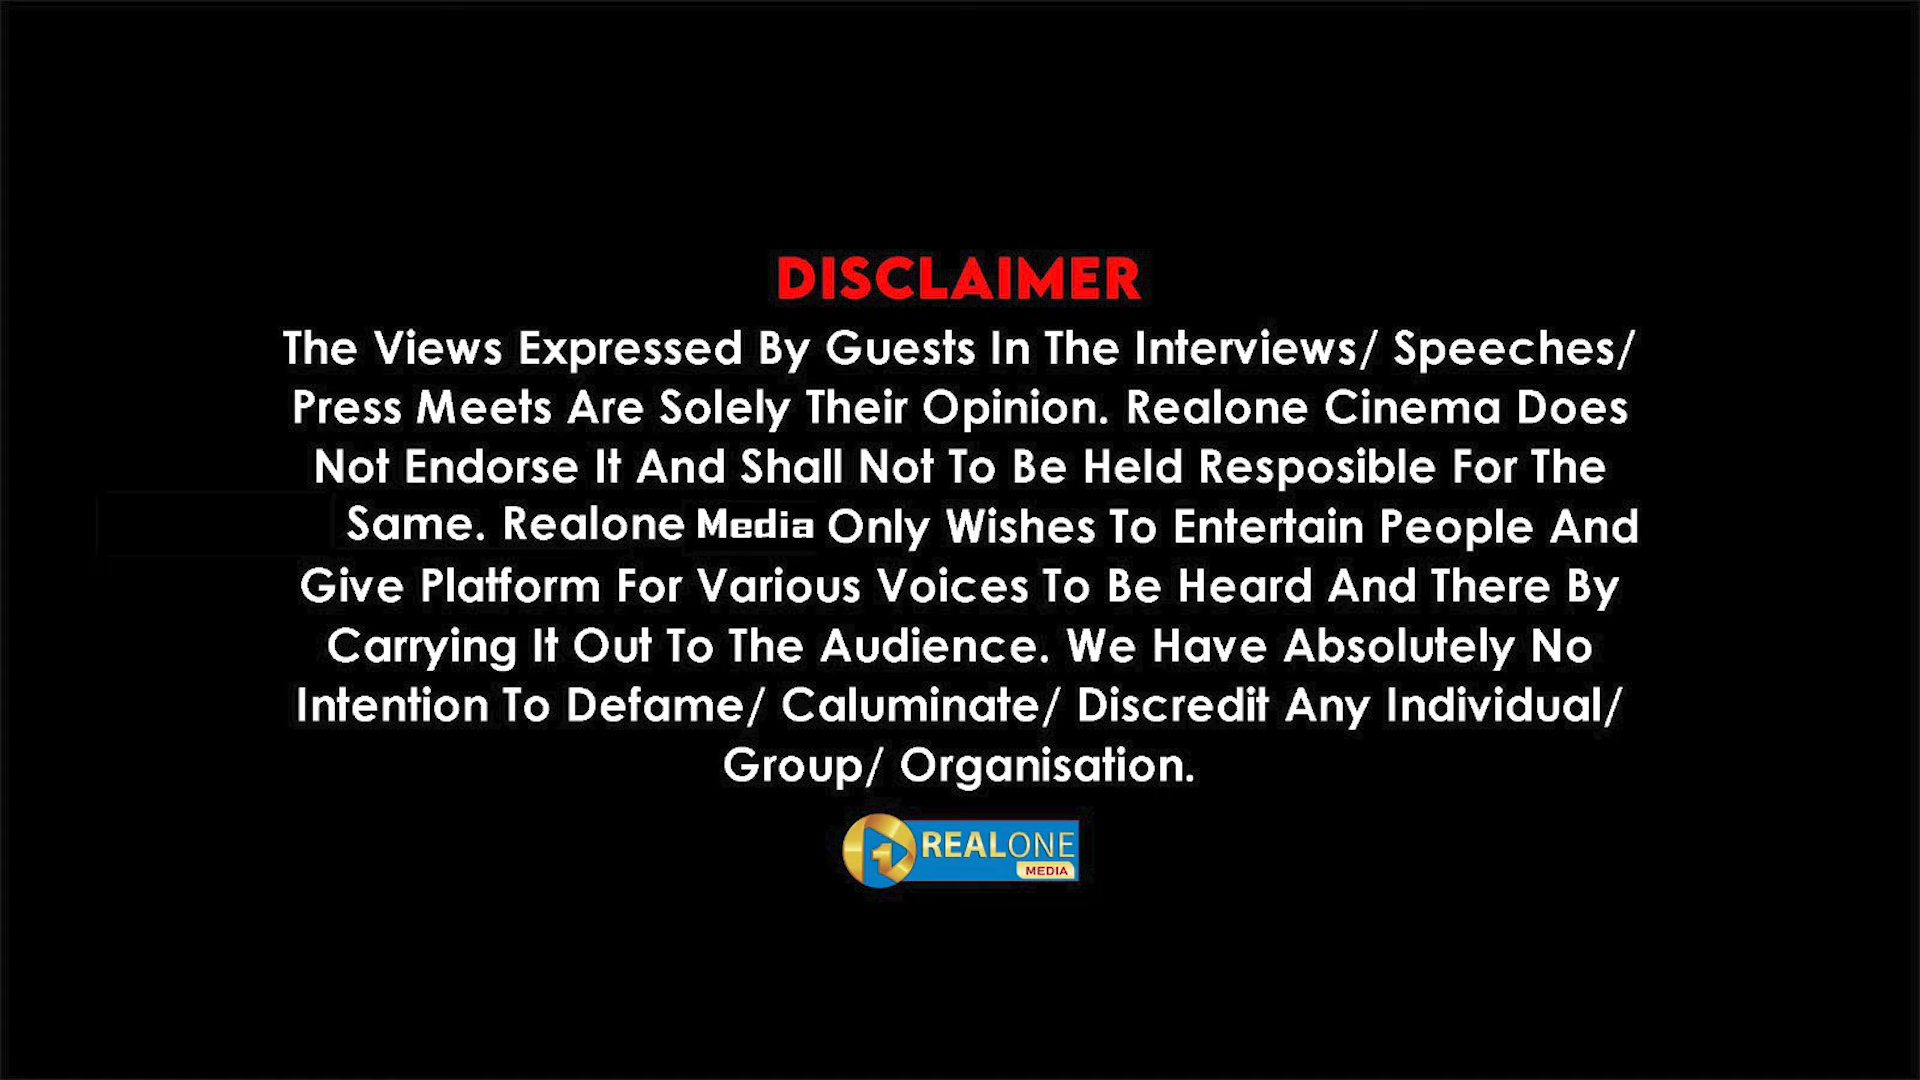 DISCLAIMER
The Views Expressed By Guests In The Interviews/ Speeches/
Press Meets Are Solely Their Opinion. Realone Cinema Does
Not Endorse It And Shall Not To Be Held Resposible For The
Same. Realone Media Only Wishes To Entertain People And
Give Platform For Various Voices To Be Heard And There By
Carrying It Out To The Audience. We Have Absolutely No
Intention To Defame/ Caluminate/ Discredit Any Individual/
Group/ Organisation.
1 REALONE
MEDIA